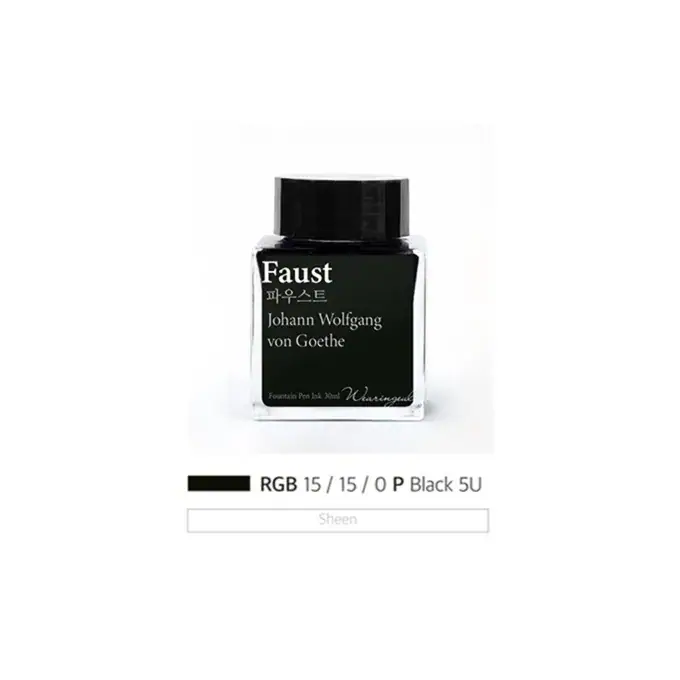 Faust
파우스트
Johann Wolfgang
von Goethe
Fountain Pen Ink 30ml Wearingeul
RGB 15 / 15 / 0 P Black 5U
Sheen